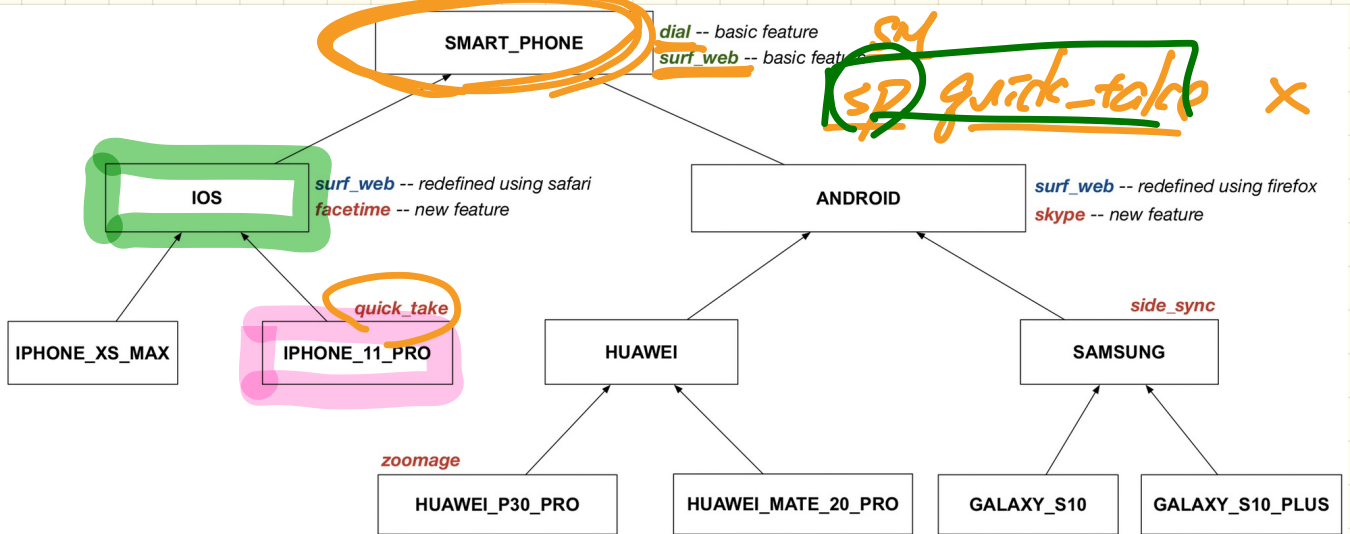 SMART_PHONE
dial -- basic feature
surf_web -- basic feature
sp quick_take x
IOS
surf_web -- redefined using safari
facetime -- new feature
ANDROID
surf_web -- redefined using firefox
skype -- new feature
quick_take
side_sync
IPHONE_XS_MAX
IPHONE_11_PRO
HUAWEI
SAMSUNG
zoomage
HUAWEI_P30_PRO
HUAWEI_MATE_20_PRO
GALAXY_S10
GALAXY_S10_PLUS